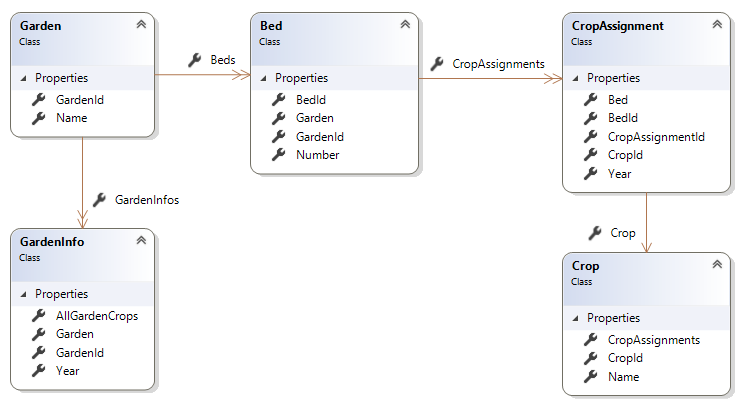 Garden
Class
Properties
GardenId
Name
Beds
Bed
Class
Properties
BedId
Garden
GardenId
Number
CropAssignments
CropAssignment
Class
Properties
Bed
BedId
CropAssignmentId
CropId
Year
GardenInfos
GardenInfo
Class
Properties
AllGardenCrops
Garden
GardenId
Year
Crop
Crop
Class
Properties
CropAssignments
CropId
Name